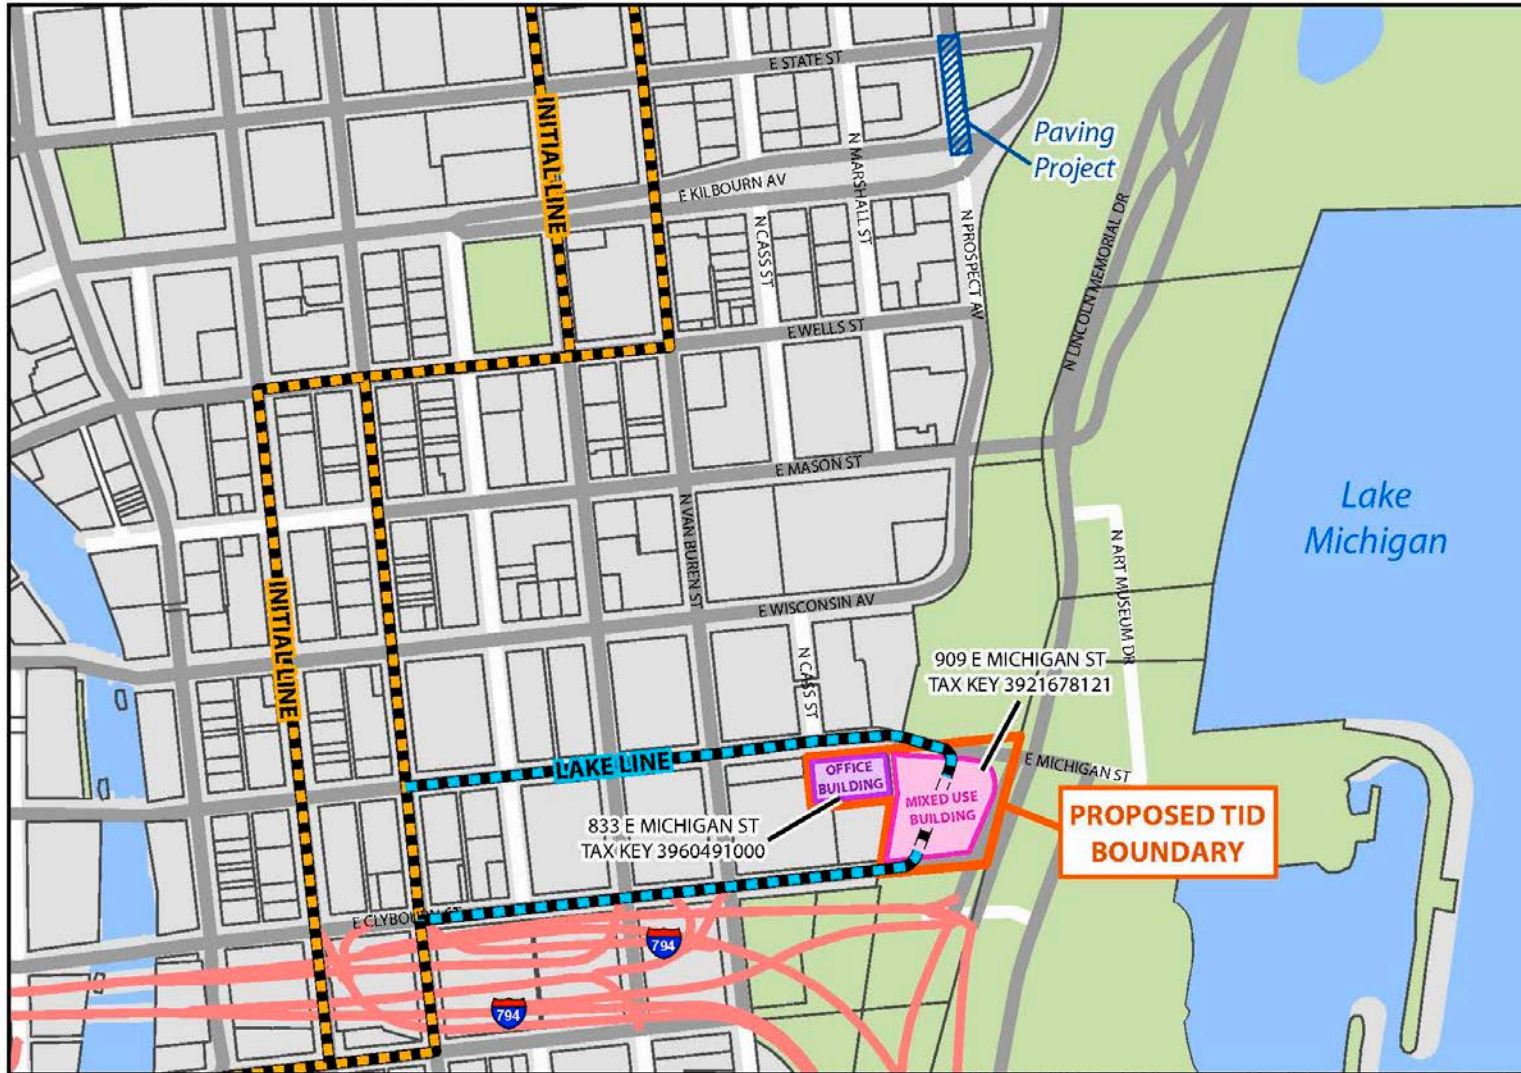 E STATE ST
INITIAL LINE
N MARSHALL ST
Paving
Project
E KILBOURN AV
N CASS ST
N PROSPECT AV
N LINCOLN MEMORIAL DR
E WELLS ST
E MASON ST
N VAN BUREN ST
Lake
Michigan
N ART MUSEUM DR
INITIAL LINE
E WISCONSIN AV
N CASS ST
909 E MICHIGAN ST
TAX KEY 3921678121
LAKE LINE
E MICHIGAN ST
OFFICE
BUILDING
MIXED USE
BUILDING
833 E MICHIGAN ST
TAX KEY 3960491000
PROPOSED TID
BOUNDARY
E CLYBOURN ST
794
794